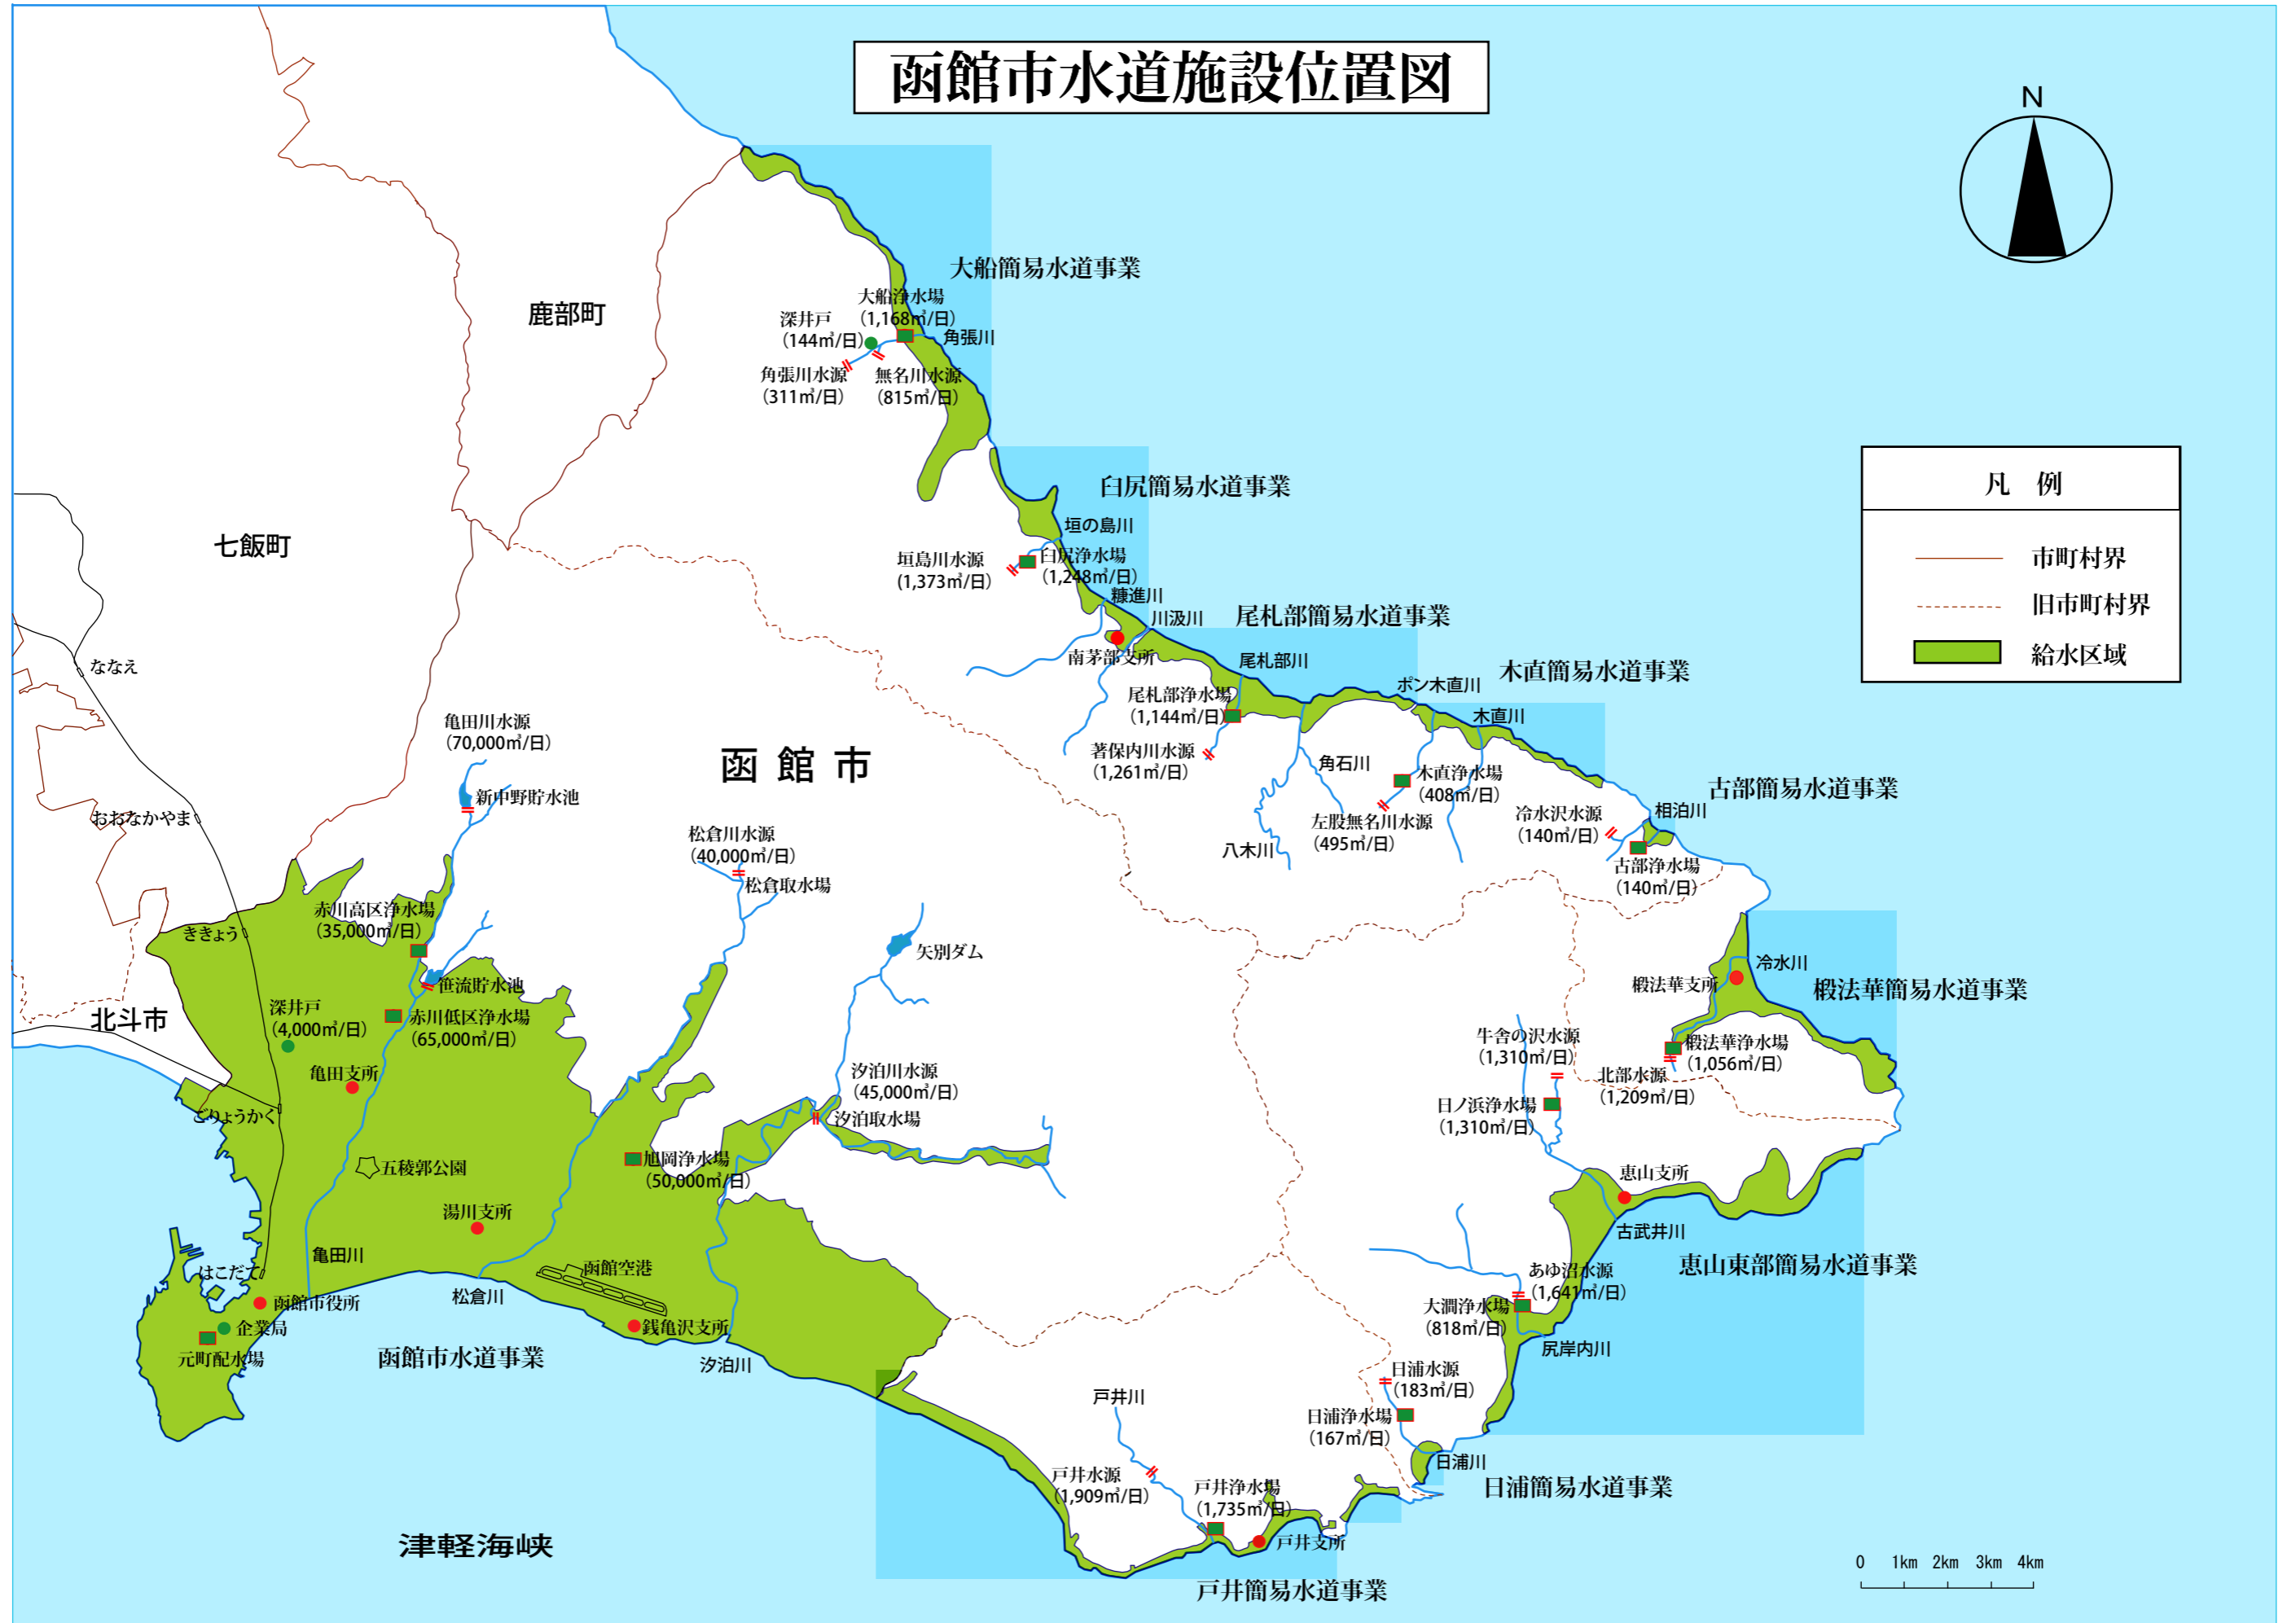 函館市水道施設位置図
N
大船簡易水道事業
大船浄水場
（1,168㎥/日）
深井戸
（144㎥/日）
角張川
角張川水源
（311㎥/日）
無名川水源
（815㎥/日）
鹿部町
七飯町
臼尻簡易水道事業
垣の島川
垣島川水源
（1,373㎥/日）
臼尻浄水場
（1,248㎥/日）
糠進川
川汲川
南茅部支所
尾札部簡易水道事業
尾札部川
尾札部浄水場
（1,144㎥/日）
著保内川水源
（1,261㎥/日）
木直簡易水道事業
ポン木直川
木直川
角石川
木直浄水場
（408㎥/日）
左股無名川水源
（495㎥/日）
八木川
古部簡易水道事業
相泊川
冷水沢水源
（140㎥/日）
古部浄水場
（140㎥/日）
凡 例
市町村界
旧市町村界
給水区域
ななえ
おおなかやま
ききょう
ごりょうかく
はこだて
函館市
亀田川水源
（70,000㎥/日）
新中野貯水池
松倉川水源
（40,000㎥/日）
松倉取水場
赤川高区浄水場
（35,000㎥/日）
笹流貯水池
矢別ダム
北斗市
深井戸
（4,000㎥/日）
赤川低区浄水場
（65,000㎥/日）
亀田支所
五稜郭公園
湯川支所
汐泊川水源
（45,000㎥/日）
汐泊取水場
旭岡浄水場
（50,000㎥/日）
亀田川
函館市役所
企業局
元町配水場
函館市水道事業
松倉川
函館空港
銭亀沢支所
汐泊川
冷水川
椴法華支所
椴法華簡易水道事業
椴法華浄水場
（1,056㎥/日）
北部水源
（1,209㎥/日）
牛舎の沢水源
（1,310㎥/日）
日ノ浜浄水場
（1,310㎥/日）
恵山支所
古武井川
恵山東部簡易水道事業
あゆ沼水源
（1,641㎥/日）
大澗浄水場
（818㎥/日）
尻岸内川
日浦水源
（183㎥/日）
日浦浄水場
（167㎥/日）
日浦川
日浦簡易水道事業
戸井川
戸井水源
（1,909㎥/日）
戸井浄水場
（1,735㎥/日）
戸井支所
戸井簡易水道事業
津軽海峡
0 1km 2km 3km 4km